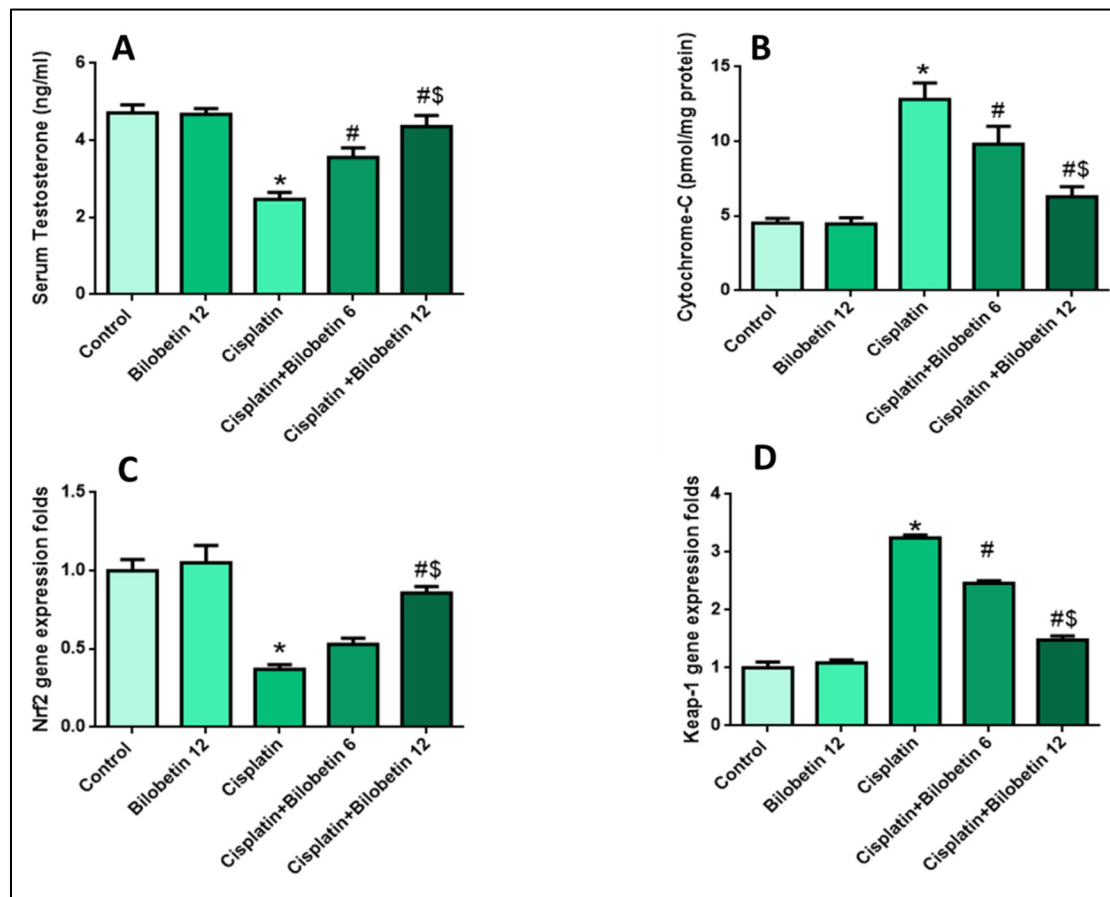 A
Serum Testosterone (ng/ml)
6
4
2
0
*
#
#$
Control
Bilobetin 12
Cisplatin
Cisplatin+Bilobetin 6
Cisplatin +Bilobetin 12
B
Cytochrome-C (pmol/mg protein)
15
10
5
0
*
#
#$
Control
Bilobetin 12
Cisplatin
Cisplatin+Bilobetin 6
Cisplatin +Bilobetin 12
C
Nrf2 gene expression folds
1.5
1.0
0.5
0.0
*
#$
Control
Bilobetin 12
Cisplatin
Cisplatin+Bilobetin 6
Cisplatin+Bilobetin 12
D
Keap-1 gene expression folds
4
3
2
1
0
*
#
#$
Control
Bilobetin 12
Cisplatin
Cisplatin+Bilobetin 6
Cisplatin+Bilobetin 12